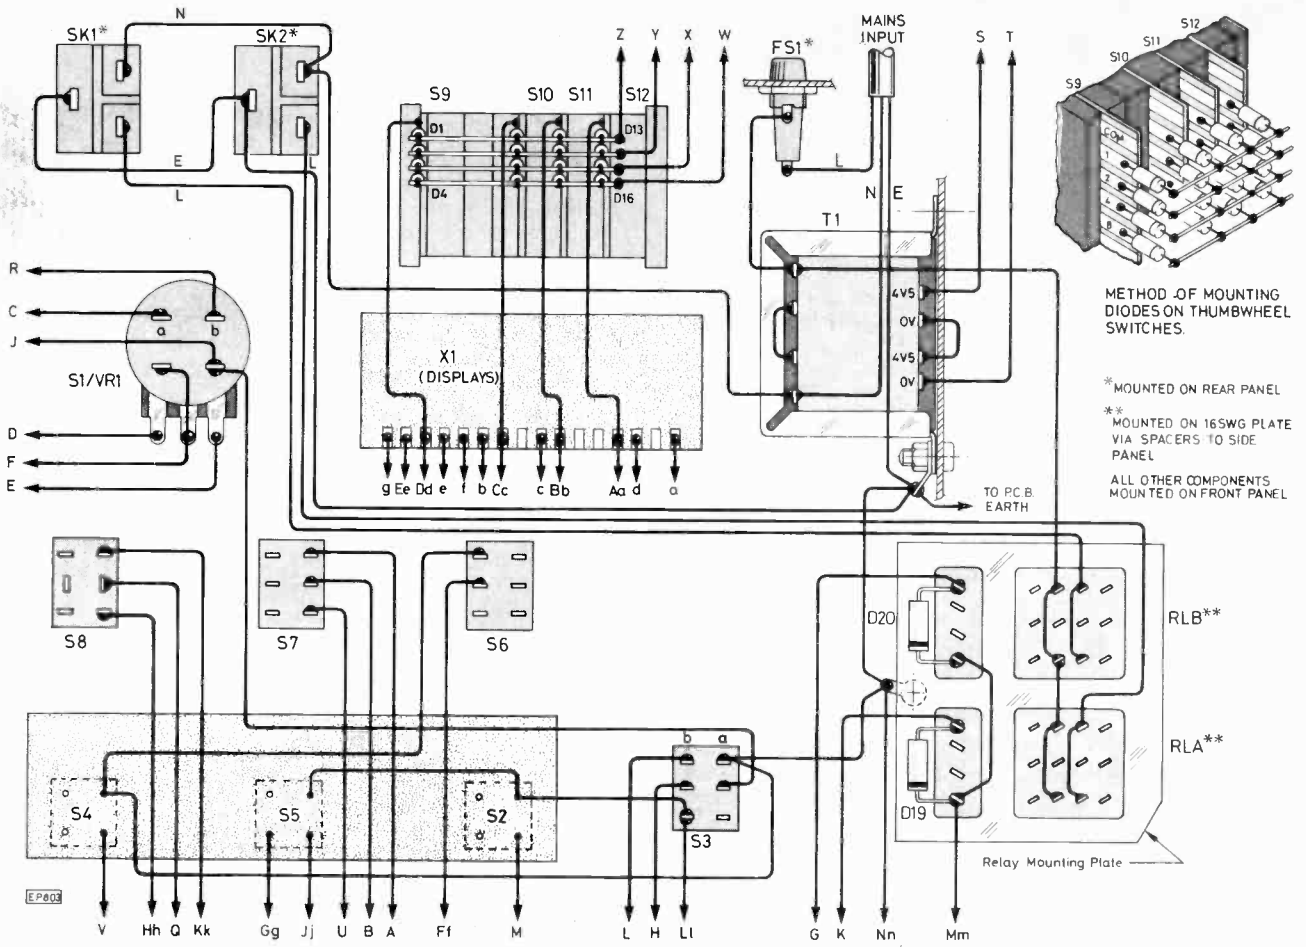 N
SK1*
SK2*
E
L
L
Z Y X W
S9 S10 S11 S12
D1 D13
D4 D16
FS1*
MAINS
INPUT
L
N E
S T
S9 S10 S11 S12
COM
1
2
4
8
METHOD OF MOUNTING
DIODES ON THUMBWHEEL
SWITCHES.
*MOUNTED ON REAR PANEL
**MOUNTED ON 16SWG PLATE
VIA SPACERS TO SIDE
PANEL
ALL OTHER COMPONENTS
MOUNTED ON FRONT PANEL
T1
4V5
0V
4V5
0V
R
C
J
a b
S1/VR1
D
F
E
X1
(DISPLAYS)
g Ee Dd e f b Cc c Bb Aa d a
TO P.C.B.
EARTH
S8
S7
S6
D20
RLB**
RLA**
D19
b a
S4
S5
S2
S3
Relay Mounting Plate
EP803
V Hh Q Kk Gg Jj U B A Ff M L H Ll G K Nn Mm